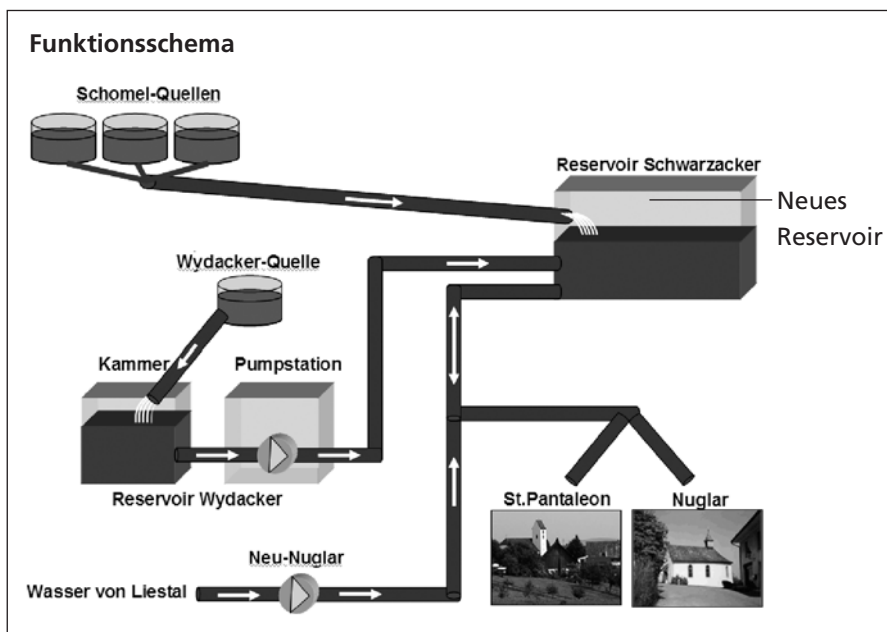 Funktionsschema
Schomel-Quellen
Reservoir Schwarzacker
Neues
Reservoir
Wydacker-Quelle
Kammer
Pumpstation
Reservoir Wydacker
St.Pantaleon
Nuglar
Neu-Nuglar
Wasser von Liestal